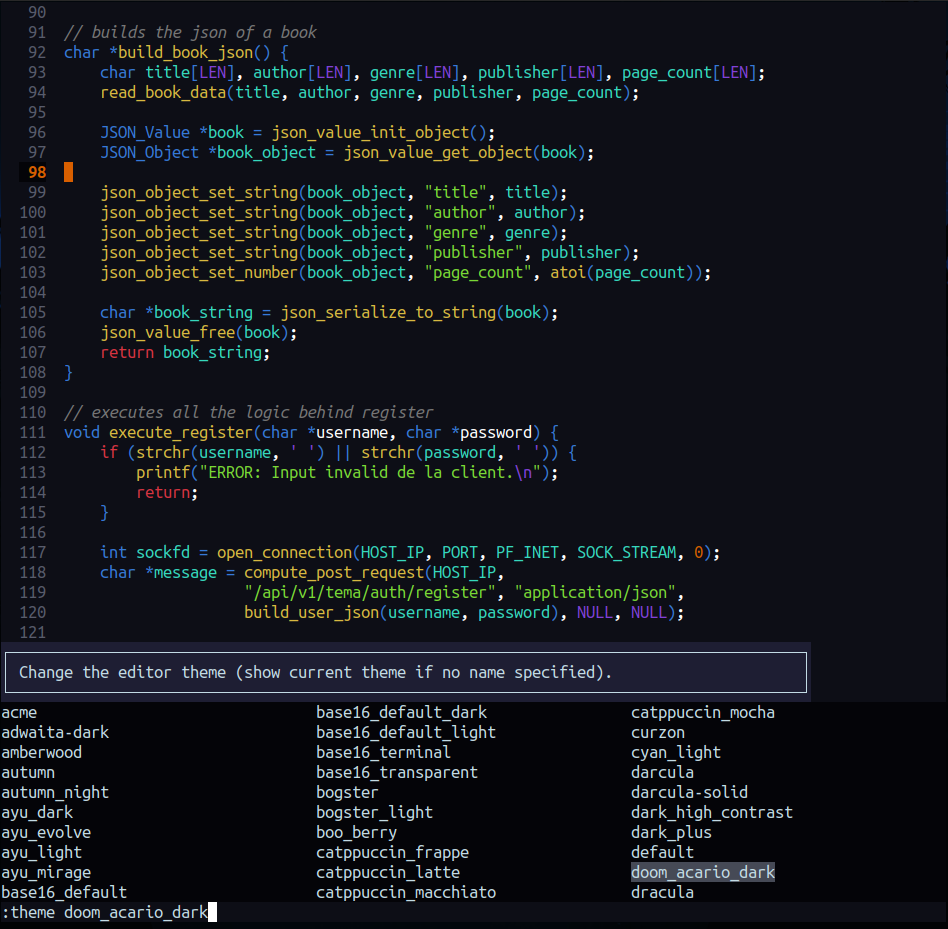 90
91 // builds the json of a book
92 char *build_book_json() {
93     char title[LEN], author[LEN], genre[LEN], publisher[LEN], page_count[LEN];
94     read_book_data(title, author, genre, publisher, page_count);
95
96     JSON_Value *book = json_value_init_object();
97     JSON_Object *book_object = json_value_get_object(book);
98
99     json_object_set_string(book_object, "title", title);
100     json_object_set_string(book_object, "author", author);
101     json_object_set_string(book_object, "genre", genre);
102     json_object_set_string(book_object, "publisher", publisher);
103     json_object_set_number(book_object, "page_count", atoi(page_count));
104
105     char *book_string = json_serialize_to_string(book);
106     json_value_free(book);
107     return book_string;
108 }
109
110 // executes all the logic behind register
111 void execute_register(char *username, char *password) {
112     if (strchr(username, ' ') || strchr(password, ' ')) {
113         printf("ERROR: Input invalid de la client.\n");
114         return;
115     }
116
117     int sockfd = open_connection(HOST_IP, PORT, PF_INET, SOCK_STREAM, 0);
118     char *message = compute_post_request(HOST_IP,
119                     "/api/v1/tema/auth/register", "application/json",
120                     build_user_json(username, password), NULL, NULL);
121
Change the editor theme (show current theme if no name specified).
acme base16_default_dark catppuccin_mocha
adwaita-dark base16_default_light curzon
amberwood base16_terminal cyan_light
autumn base16_transparent darcula
autumn_night bogster darcula-solid
ayu_dark bogster_light dark_high_contrast
ayu_evolve boo_berry dark_plus
ayu_light catppuccin_frappe default
ayu_mirage catppuccin_latte doom_acario_dark
base16_default catppuccin_macchiato dracula
:theme doom_acario_dark